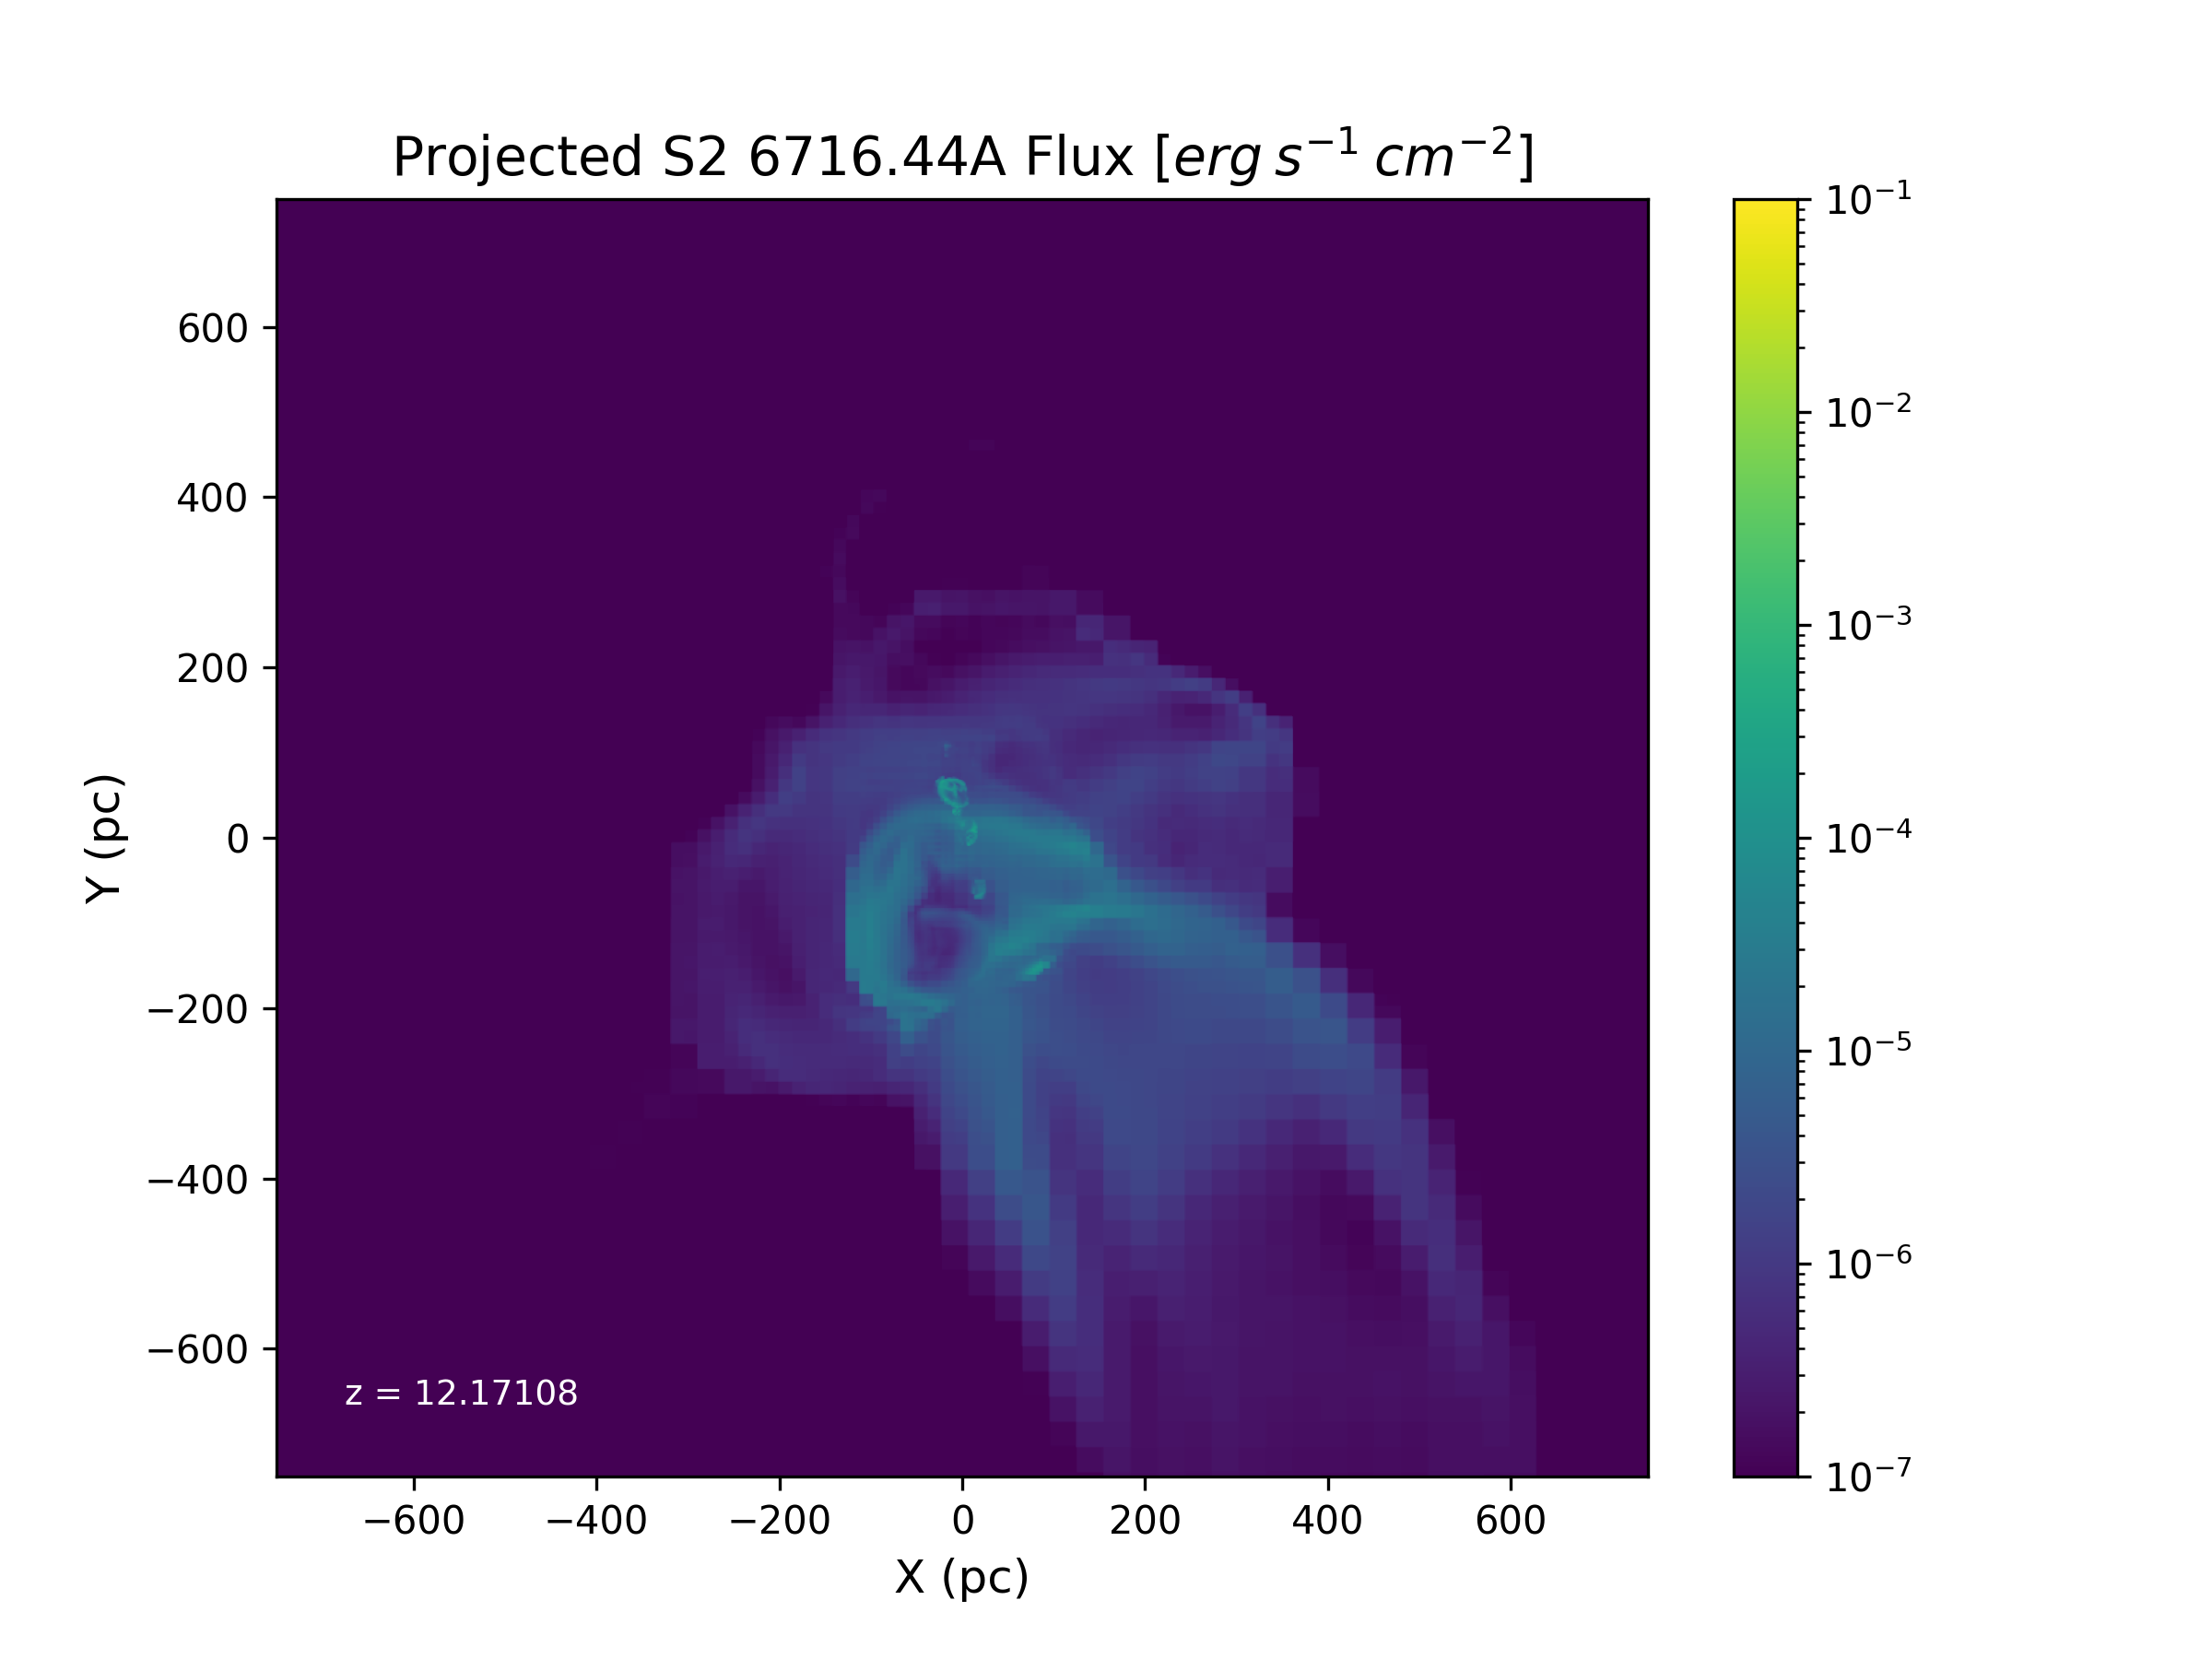 Projected S2 6716.44A Flux [erg s⁻¹ cm⁻²]
Y (pc)
600
400
200
0
−200
−400
−600
z = 12.17108
−600 −400 −200 0 200 400 600
X (pc)
10⁻¹
10⁻²
10⁻³
10⁻⁴
10⁻⁵
10⁻⁶
10⁻⁷